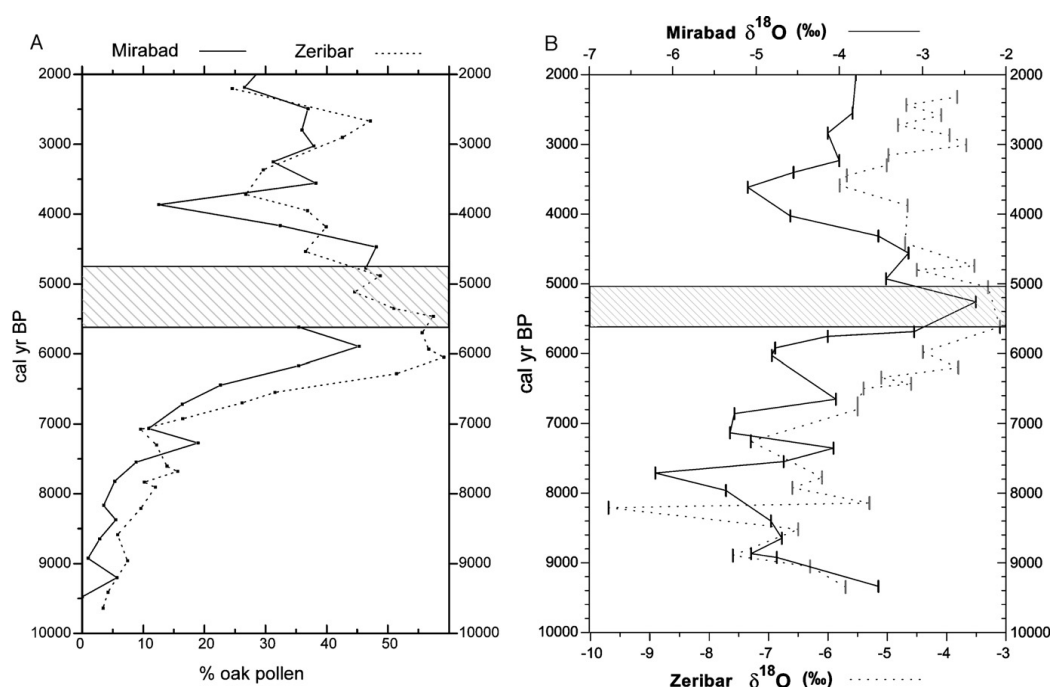 A
Mirabad Zeribar
2000 2000
3000 3000
4000 4000
5000 5000
6000 6000
7000 7000
8000 8000
9000 9000
10000 10000
cal yr BP
0 10 20 30 40 50
% oak pollen
B
Mirabad δ18O (‰)
-7 -6 -5 -4 -3 -2
2000 2000
3000 3000
4000 4000
5000 5000
6000 6000
7000 7000
8000 8000
9000 9000
10000 10000
cal yr BP
-10 -9 -8 -7 -6 -5 -4 -3
Zeribar δ18O (‰)